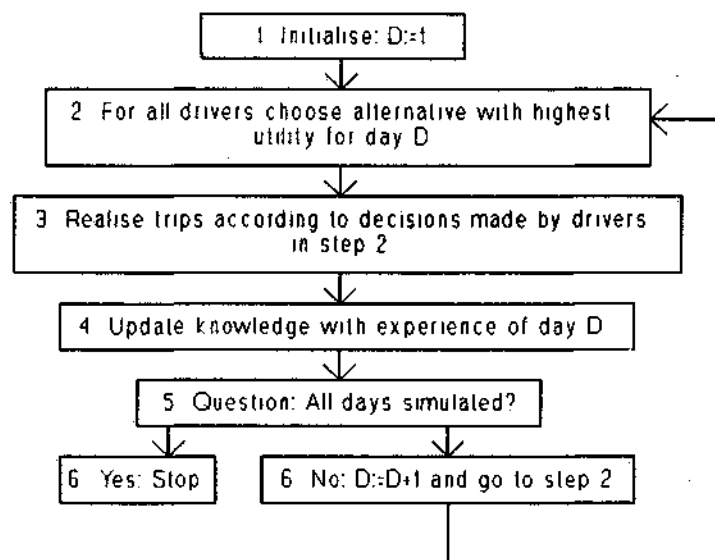 1 Initialise: D:=1
2 For all drivers choose alternative with highest
utility for day D
3 Realise trips according to decisions made by drivers
in step 2
4 Update knowledge with experience of day D
5 Question: All days simulated?
6 Yes: Stop
6 No: D:=D+1 and go to step 2